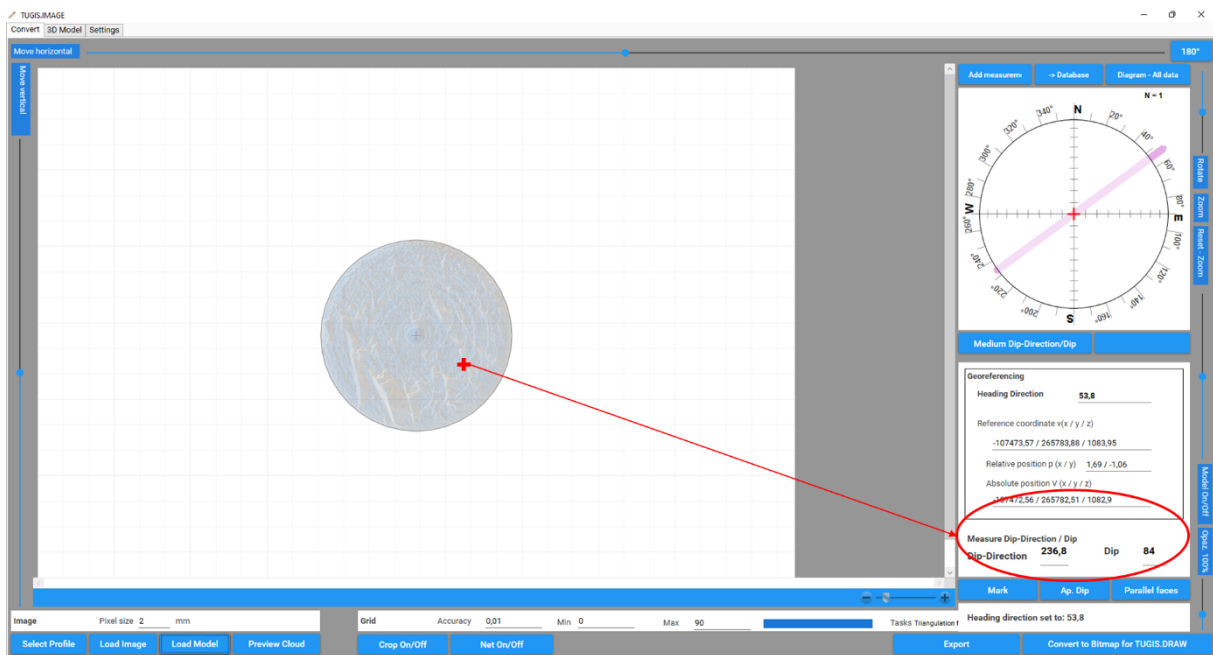 TUGIS.IMAGE
Convert 3D Model Settings
Move horizontal 180°
Move vertical
Add measurem -> Database Diagram - All data
N = 1
N
20°
40°
60°
80°
E
100°
120°
140°
160°
S
200°
220°
240°
260°
W
280°
300°
320°
340°
Rotate
Zoom
Reset - Zoom
Medium Dip-Direction/Dip
Georeferencing
Heading Direction 53,8
Reference coordinate v(x / y / z)
-107473,57 / 265783,88 / 1083,95
Relative position p (x / y) 1,69 / -1,06
Absolute position V (x / y / z)
-107472,56 / 265782,51 / 1082,9
Model On/Off
Opaz. 100%
Measure Dip-Direction / Dip
Dip-Direction 236,8 Dip 84
Mark Ap. Dip Parallel faces
Image Pixel size 2 mm Grid Accuracy 0,01 Min 0 Max 90 Tasks Triangulation f Heading direction set to: 53,8
Select Profile Load Image Load Model Preview Cloud Crop On/Off Net On/Off Export Convert to Bitmap for TUGIS.DRAW